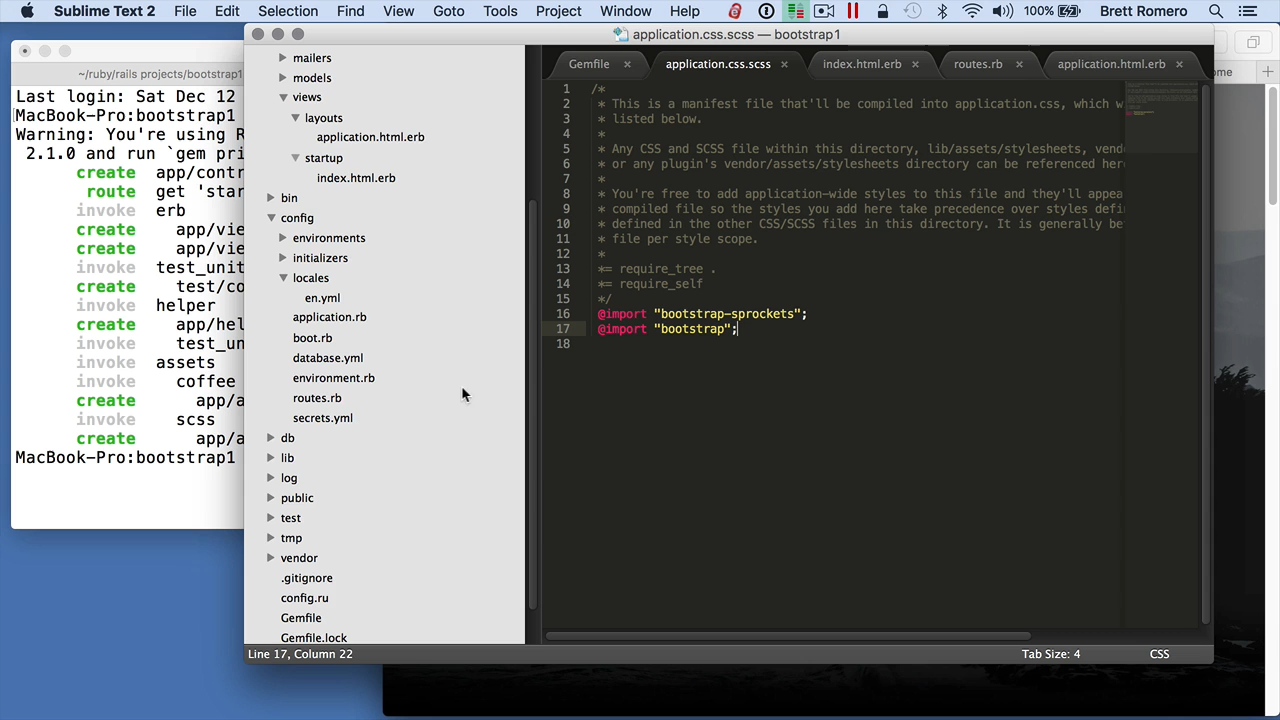 Sublime Text 2 File Edit Selection Find View Goto Tools Project Window Help 100% Brett Romero
~/ruby/rails projects/bootstrap1
Last login: Sat Dec 12
MacBook-Pro:bootstrap1
Warning: You're using R
2.1.0 and run `gem pri
create app/contr
route get 'star
invoke erb
create app/vie
create app/vie
invoke test_unit
create test/co
invoke helper
create app/hel
invoke test_un
invoke assets
invoke coffee
create app/a
invoke scss
create app/a
MacBook-Pro:bootstrap1
application.css.scss — bootstrap1
mailers
models
views
layouts
application.html.erb
startup
index.html.erb
bin
config
environments
initializers
locales
en.yml
application.rb
boot.rb
database.yml
environment.rb
routes.rb
secrets.yml
db
lib
log
public
test
tmp
vendor
.gitignore
config.ru
Gemfile
Gemfile.lock
Gemfile × application.css.scss × index.html.erb × routes.rb × application.html.erb ×
1 /*
2 * This is a manifest file that'll be compiled into application.css, which w
3 * listed below.
4 *
5 * Any CSS and SCSS file within this directory, lib/assets/stylesheets, vend
6 * or any plugin's vendor/assets/stylesheets directory can be referenced her
7 *
8 * You're free to add application-wide styles to this file and they'll appea
9 * compiled file so the styles you add here take precedence over styles defi
10 * defined in the other CSS/SCSS files in this directory. It is generally be
11 * file per style scope.
12 *
13 *= require_tree .
14 *= require_self
15 */
16 @import "bootstrap-sprockets";
17 @import "bootstrap";
18
Line 17, Column 22 Tab Size: 4 CSS
ome +